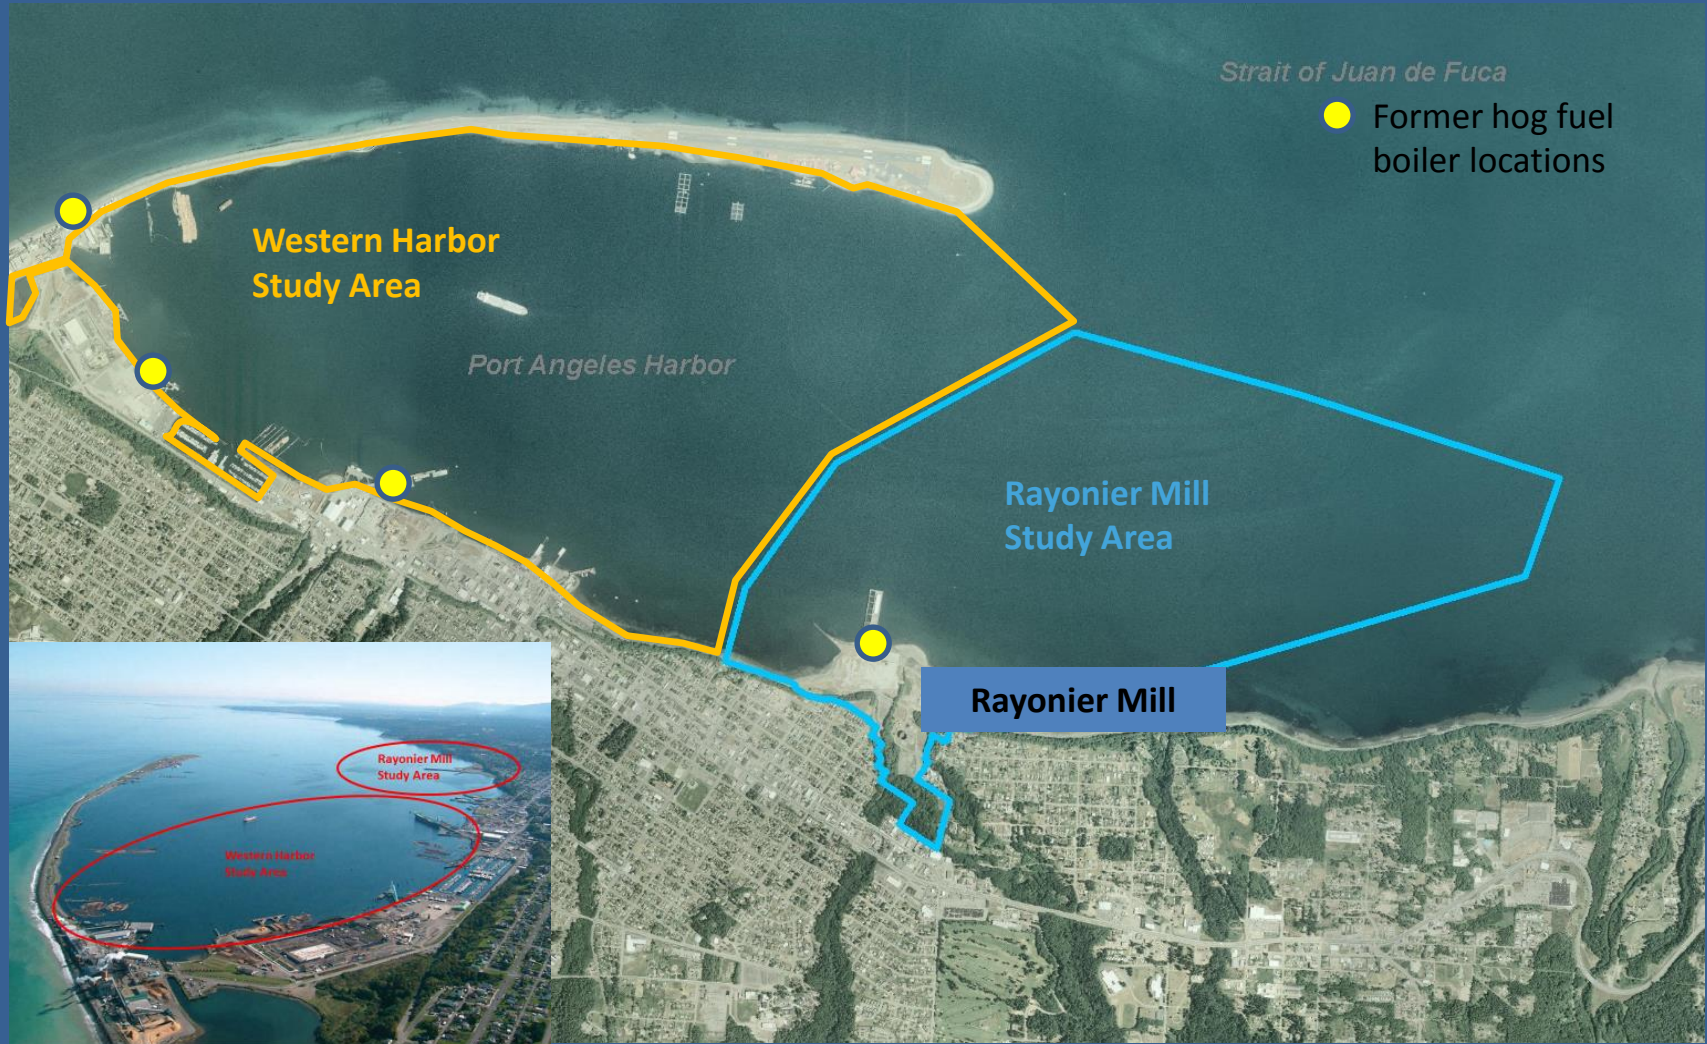 Strait of Juan de Fuca
Former hog fuel
boiler locations
Western Harbor
Study Area
Port Angeles Harbor
Rayonier Mill
Study Area
Rayonier Mill
Rayonier Mill
Study Area
Western Harbor
Study Area